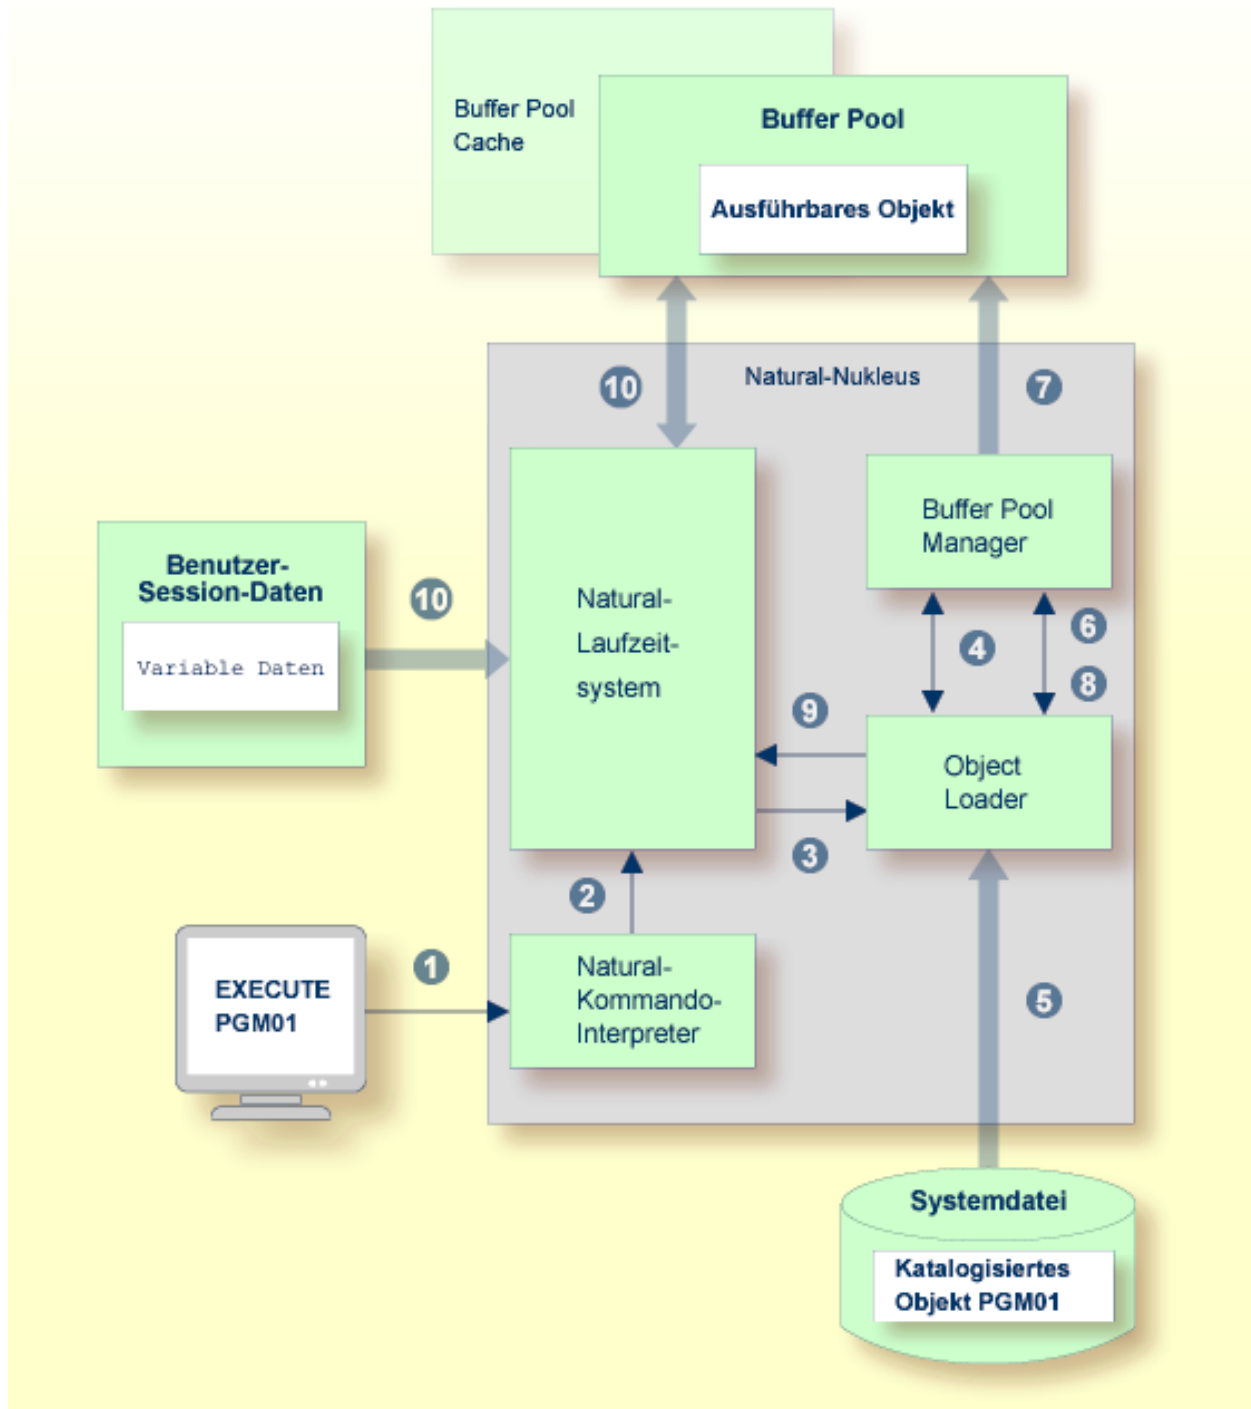 Buffer Pool
Cache
Buffer Pool
Ausführbares Objekt
10
Natural-Nukleus
7
Natural-
Laufzeit-
system
Buffer Pool
Manager
Benutzer-
Session-Daten
Variable Daten
10
4
6
8
9
3
Object
Loader
2
EXECUTE
PGM01
1
Natural-
Kommando-
Interpreter
5
Systemdatei
Katalogisiertes
Objekt PGM01